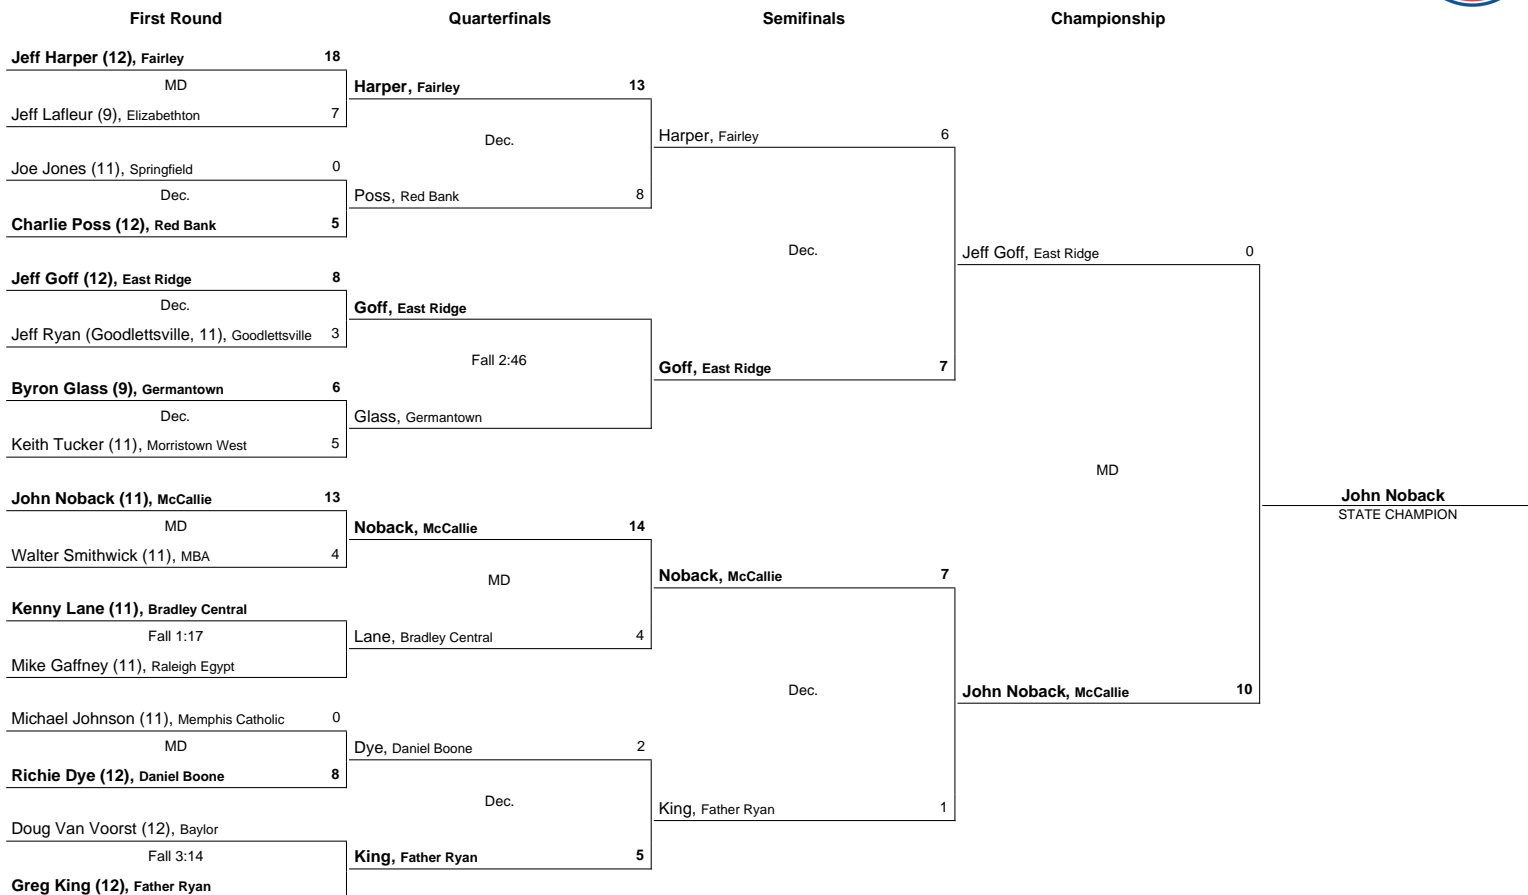 First Round Quarterfinals Semifinals Championship
Jeff Harper (12), Fairley 18
MD
Jeff Lafleur (9), Elizabethton 7
Joe Jones (11), Springfield 0
Dec.
Charlie Poss (12), Red Bank 5
Jeff Goff (12), East Ridge 8
Dec.
Jeff Ryan (Goodlettsville, 11), Goodlettsville 3
Byron Glass (9), Germantown 6
Dec.
Keith Tucker (11), Morristown West 5
John Noback (11), McCallie 13
MD
Walter Smithwick (11), MBA 4
Kenny Lane (11), Bradley Central
Fall 1:17
Mike Gaffney (11), Raleigh Egypt
Michael Johnson (11), Memphis Catholic 0
MD
Richie Dye (12), Daniel Boone 8
Doug Van Voorst (12), Baylor
Fall 3:14
Greg King (12), Father Ryan
Harper, Fairley 13
Dec.
Poss, Red Bank 8
Goff, East Ridge
Fall 2:46
Glass, Germantown
Noback, McCallie 14
MD
Lane, Bradley Central 4
Dye, Daniel Boone 2
Dec.
King, Father Ryan 5
Harper, Fairley 6
Dec.
Goff, East Ridge 7
Noback, McCallie 7
Dec.
King, Father Ryan 1
Jeff Goff, East Ridge 0
MD
John Noback, McCallie 10
John Noback
STATE CHAMPION